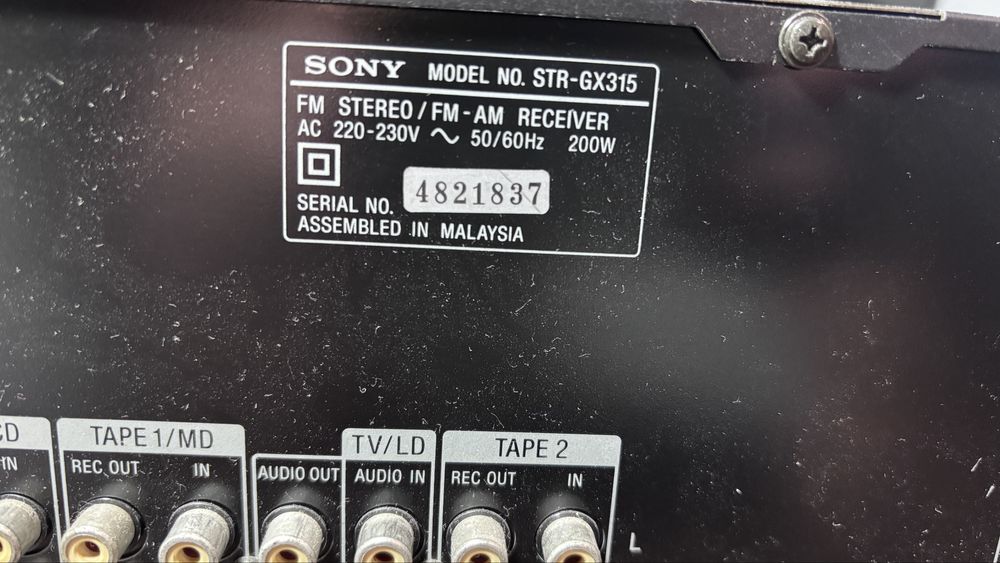 SONY MODEL NO. STR-GX315
FM STEREO / FM-AM RECEIVER
AC 220-230V ~ 50/60Hz 200W
SERIAL NO. 4821837
ASSEMBLED IN MALAYSIA
CD TAPE 1/MD TV/LD TAPE 2
IN REC OUT IN AUDIO OUT AUDIO IN REC OUT IN
L